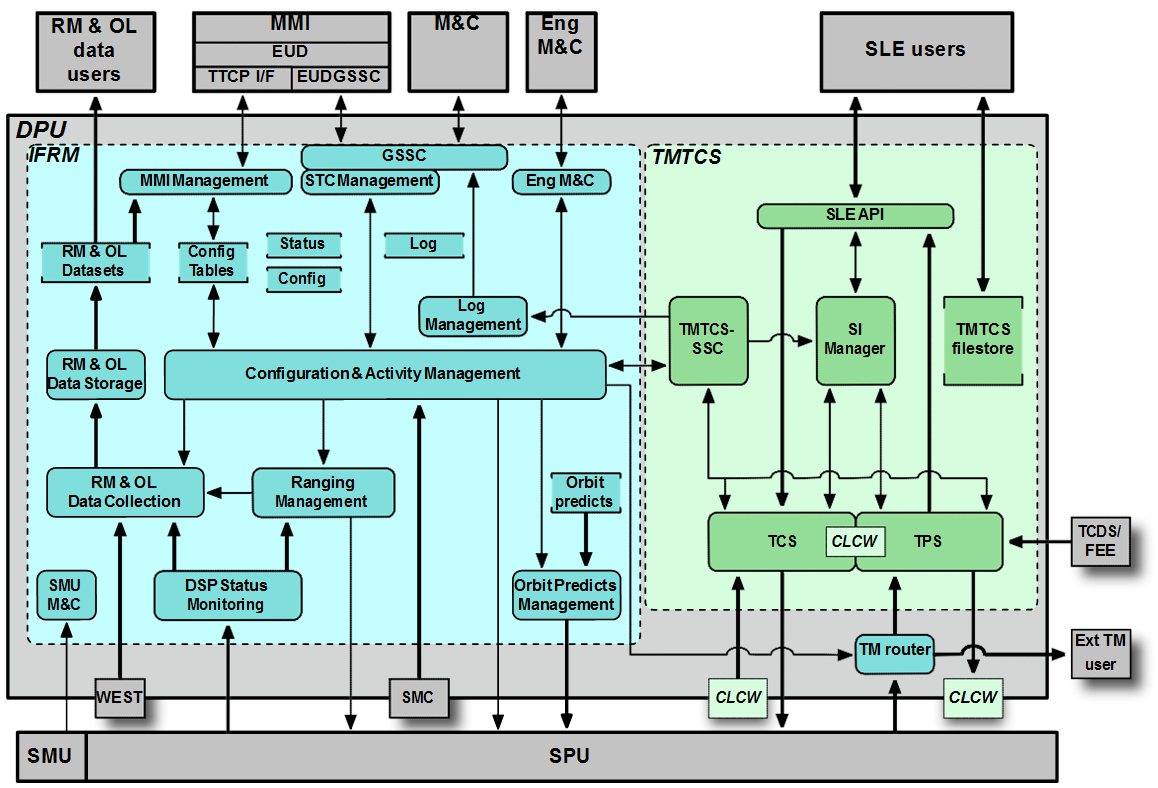 RM & OL
data
users
MMI
EUD
TTCP I/F
EUDGSSC
M&C
Eng
M&C
SLE users
DPU
IFRM
TMTCS
GSSC
MMI Management
STC Management
Eng M&C
SLE API
RM & OL
Datasets
Config
Tables
Status
Config
Log
Log
Management
TMTCS-
SSC
SI
Manager
TMTCS
filestore
RM & OL
Data Storage
Configuration & Activity Management
RM & OL
Data Collection
Ranging
Management
Orbit
predicts
TCS
CLCW
TPS
TCDS/
FEE
SMU
M&C
DSP Status
Monitoring
Orbit Predicts
Management
TM router
Ext TM
user
WEST
SMC
CLCW
CLCW
SMU
SPU